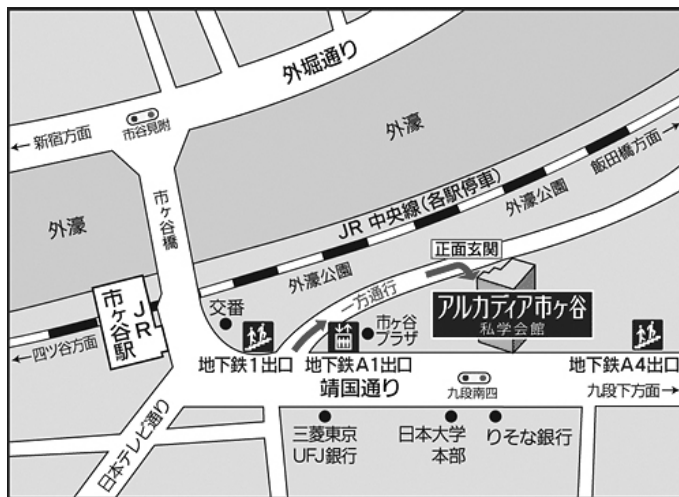 外堀通り
市谷見附
←新宿方面
外濠
飯田橋方面→
外濠公園
JR 中央線(各駅停車)
市ヶ谷橋
外濠
正面玄関
外濠公園
一方通行
アルカディア市ヶ谷
私学会館
JR
市ヶ谷駅
交番
市ヶ谷
プラザ
←四ツ谷方面
地下鉄1出口
地下鉄A1出口
地下鉄A4出口
靖国通り
九段南四
九段下方面→
日本テレビ通り
三菱東京
UFJ銀行
日本大学
本部
りそな銀行